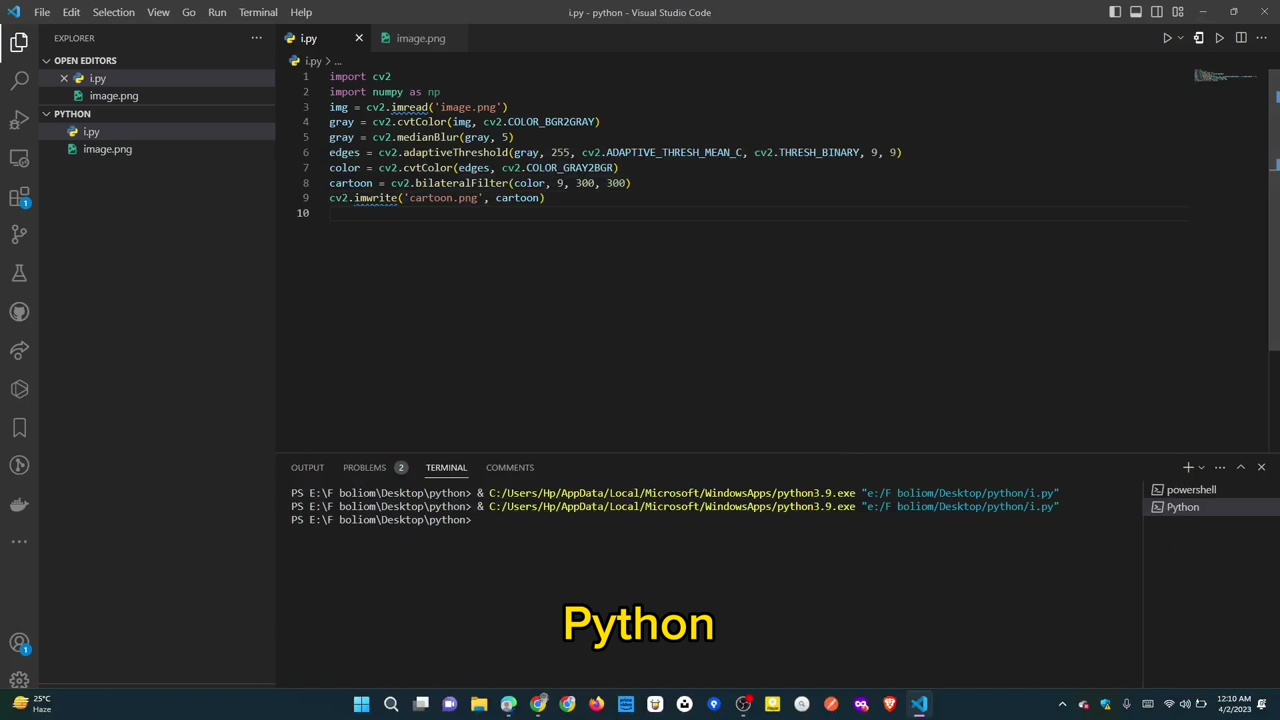 File Edit Selection View Go Run Terminal Help
i.py - python - Visual Studio Code
EXPLORER
OPEN EDITORS
i.py
image.png
PYTHON
i.py
image.png
i.py
image.png
i.py > ...
1 import cv2
2 import numpy as np
3 img = cv2.imread('image.png')
4 gray = cv2.cvtColor(img, cv2.COLOR_BGR2GRAY)
5 gray = cv2.medianBlur(gray, 5)
6 edges = cv2.adaptiveThreshold(gray, 255, cv2.ADAPTIVE_THRESH_MEAN_C, cv2.THRESH_BINARY, 9, 9)
7 color = cv2.cvtColor(edges, cv2.COLOR_GRAY2BGR)
8 cartoon = cv2.bilateralFilter(color, 9, 300, 300)
9 cv2.imwrite('cartoon.png', cartoon)
10
OUTPUT PROBLEMS 2 TERMINAL COMMENTS
PS E:\F boliom\Desktop\python> & C:/Users/Hp/AppData/Local/Microsoft/WindowsApps/python3.9.exe "e:/F boliom/Desktop/python/i.py"
PS E:\F boliom\Desktop\python> & C:/Users/Hp/AppData/Local/Microsoft/WindowsApps/python3.9.exe "e:/F boliom/Desktop/python/i.py"
PS E:\F boliom\Desktop\python>
powershell
Python
Python
1
1
25°C
Haze
12:10 AM
4/2/2023